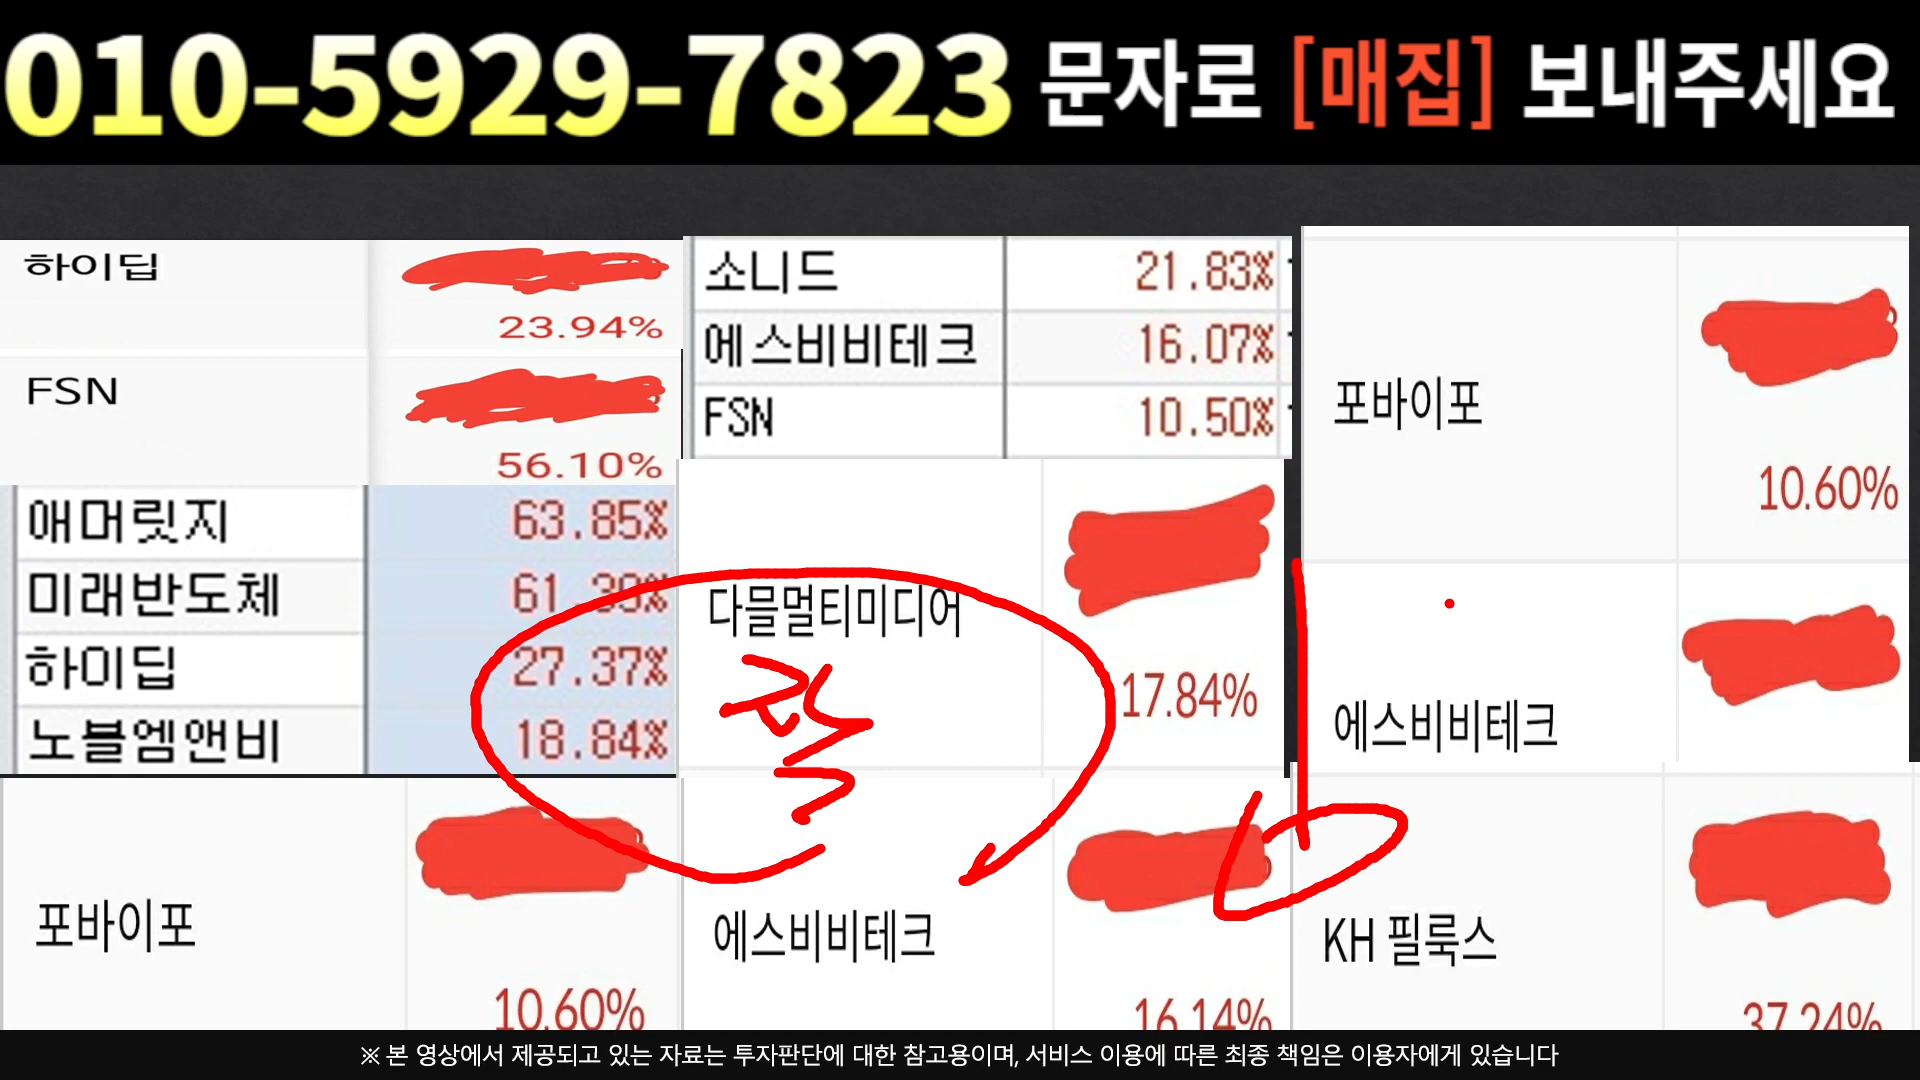 010-5929-7823 문자로 [매집] 보내주세요
하이딥
23.94%
FSN
56.10%
애머릿지 63.85%
미래반도체 61.39%
하이딥 27.37%
노블엠앤비 18.84%
소니드 21.83%
에스비비테크 16.07%
FSN 10.50%
다믈멀티미디어
17.84%
포바이포
10.60%
에스비비테크
포바이포
10.60%
에스비비테크
16.14%
KH 필룩스
37.24%
※ 본 영상에서 제공되고 있는 자료는 투자판단에 대한 참고용이며, 서비스 이용에 따른 최종 책임은 이용자에게 있습니다